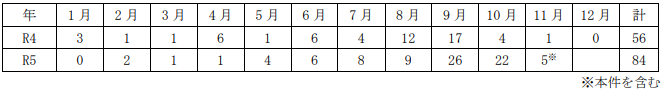 年 1月 2月 3月 4月 5月 6月 7月 8月 9月 10月 11月 12月 計
R4 3 1 1 6 1 6 4 12 17 4 1 0 56
R5 0 2 1 1 4 6 8 9 26 22 5※ 84
※本件を含む